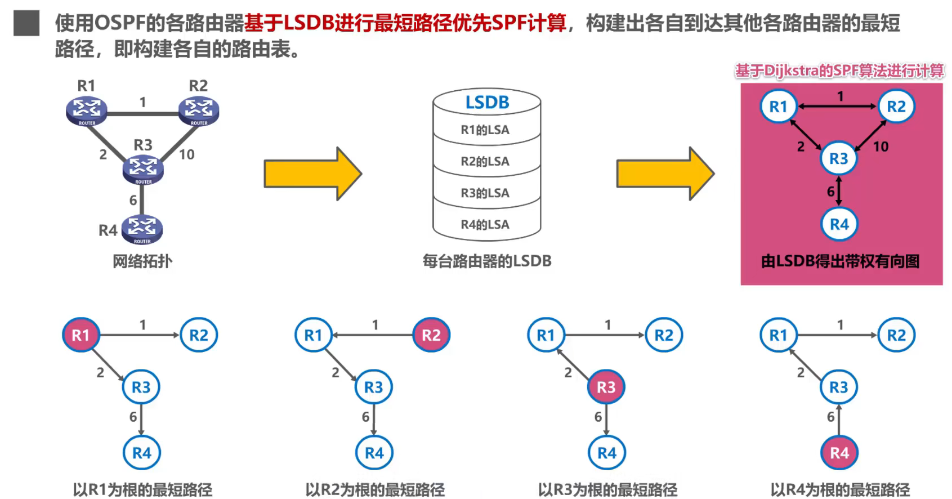 使用OSPF的各路由器基于LSDB进行最短路径优先SPF计算，构建出各自到达其他各路由器的最短
路径，即构建各自的路由表。
基于Dijkstra的SPF算法进行计算
R1
R2
1
ROUTER
ROUTER
2
R3
10
ROUTER
6
R4
ROUTER
网络拓扑
LSDB
R1的LSA
R2的LSA
R3的LSA
R4的LSA
每台路由器的LSDB
R1
1
R2
2
10
R3
6
R4
由LSDB得出带权有向图
R1
1
R2
2
R3
6
R4
以R1为根的最短路径
R1
1
R2
2
R3
6
R4
以R2为根的最短路径
R1
1
R2
2
R3
6
R4
以R3为根的最短路径
R1
1
R2
2
R3
6
R4
以R4为根的最短路径